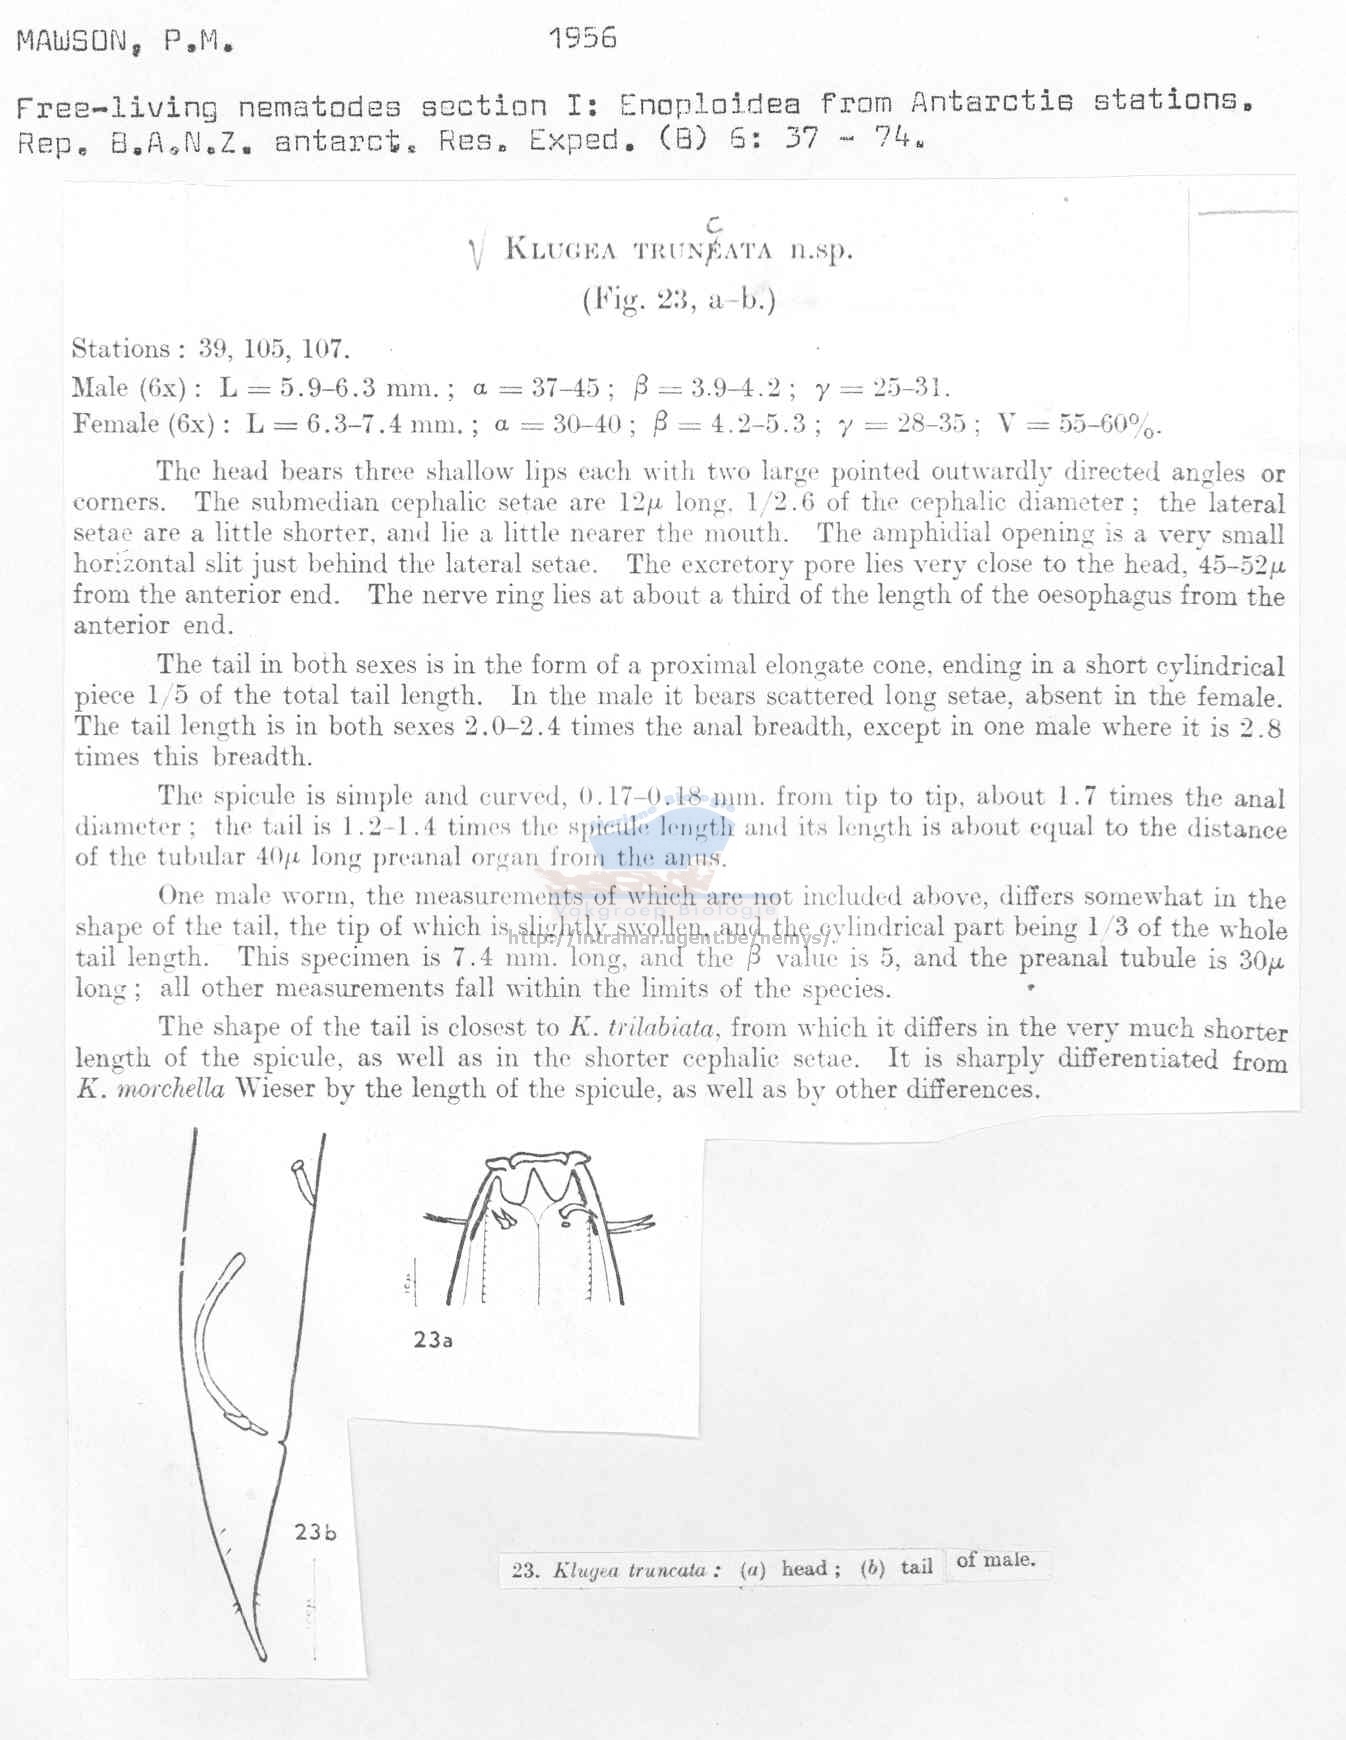 MAWSON, P.M. 1956
Free-living nematodes section I: Enoploidea from Antarctic stations.
Rep. B.A.N.Z. antarct. Res. Exped. (B) 6: 37 - 74.
c
V KLUGEA TRUNEATA n.sp.
(Fig. 23, a-b.)
Stations : 39, 105, 107.
Male (6x) : L = 5.9–6.3 mm. ; α = 37–45 ; β = 3.9–4.2 ; γ = 25–31.
Female (6x) : L = 6.3–7.4 mm. ; α = 30–40 ; β = 4.2–5.3 ; γ = 28–35 ; V = 55–60%.
The head bears three shallow lips each with two large pointed outwardly directed angles or
corners. The submedian cephalic setae are 12μ long, 1/2.6 of the cephalic diameter ; the lateral
setae are a little shorter, and lie a little nearer the mouth. The amphidial opening is a very small
horizontal slit just behind the lateral setae. The excretory pore lies very close to the head, 45–52μ
from the anterior end. The nerve ring lies at about a third of the length of the oesophagus from the
anterior end.
The tail in both sexes is in the form of a proximal elongate cone, ending in a short cylindrical
piece 1/5 of the total tail length. In the male it bears scattered long setae, absent in the female.
The tail length is in both sexes 2.0–2.4 times the anal breadth, except in one male where it is 2.8
times this breadth.
The spicule is simple and curved, 0.17–0.18 mm. from tip to tip, about 1.7 times the anal
diameter ; the tail is 1.2–1.4 times the spicule length and its length is about equal to the distance
of the tubular 40μ long preanal organ from the anus.
One male worm, the measurements of which are not included above, differs somewhat in the
Vakgroep Biologie
shape of the tail, the tip of which is slightly swollen, and the cylindrical part being 1/3 of the whole
http://intramar.ugent.be/nemys/
tail length. This specimen is 7.4 mm. long, and the β value is 5, and the preanal tubule is 30μ
long ; all other measurements fall within the limits of the species.
The shape of the tail is closest to K. trilabiata, from which it differs in the very much shorter
length of the spicule, as well as in the shorter cephalic setae. It is sharply differentiated from
K. morchella Wieser by the length of the spicule, as well as by other differences.
23a
23b
23. Klugea truncata : (a) head ; (b) tail of male.